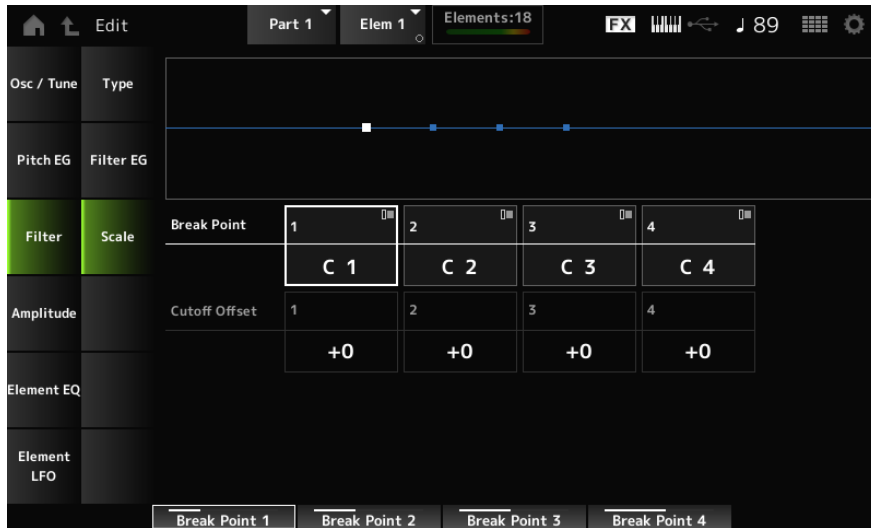 Edit
Part 1
Elem 1
Elements:18
FX
♩ 89
Osc / Tune
Type
Pitch EG
Filter EG
Filter
Scale
Amplitude
Element EQ
Element
LFO
Break Point
1
2
3
4
C 1
C 2
C 3
C 4
Cutoff Offset
1
2
3
4
+0
+0
+0
+0
Break Point 1
Break Point 2
Break Point 3
Break Point 4